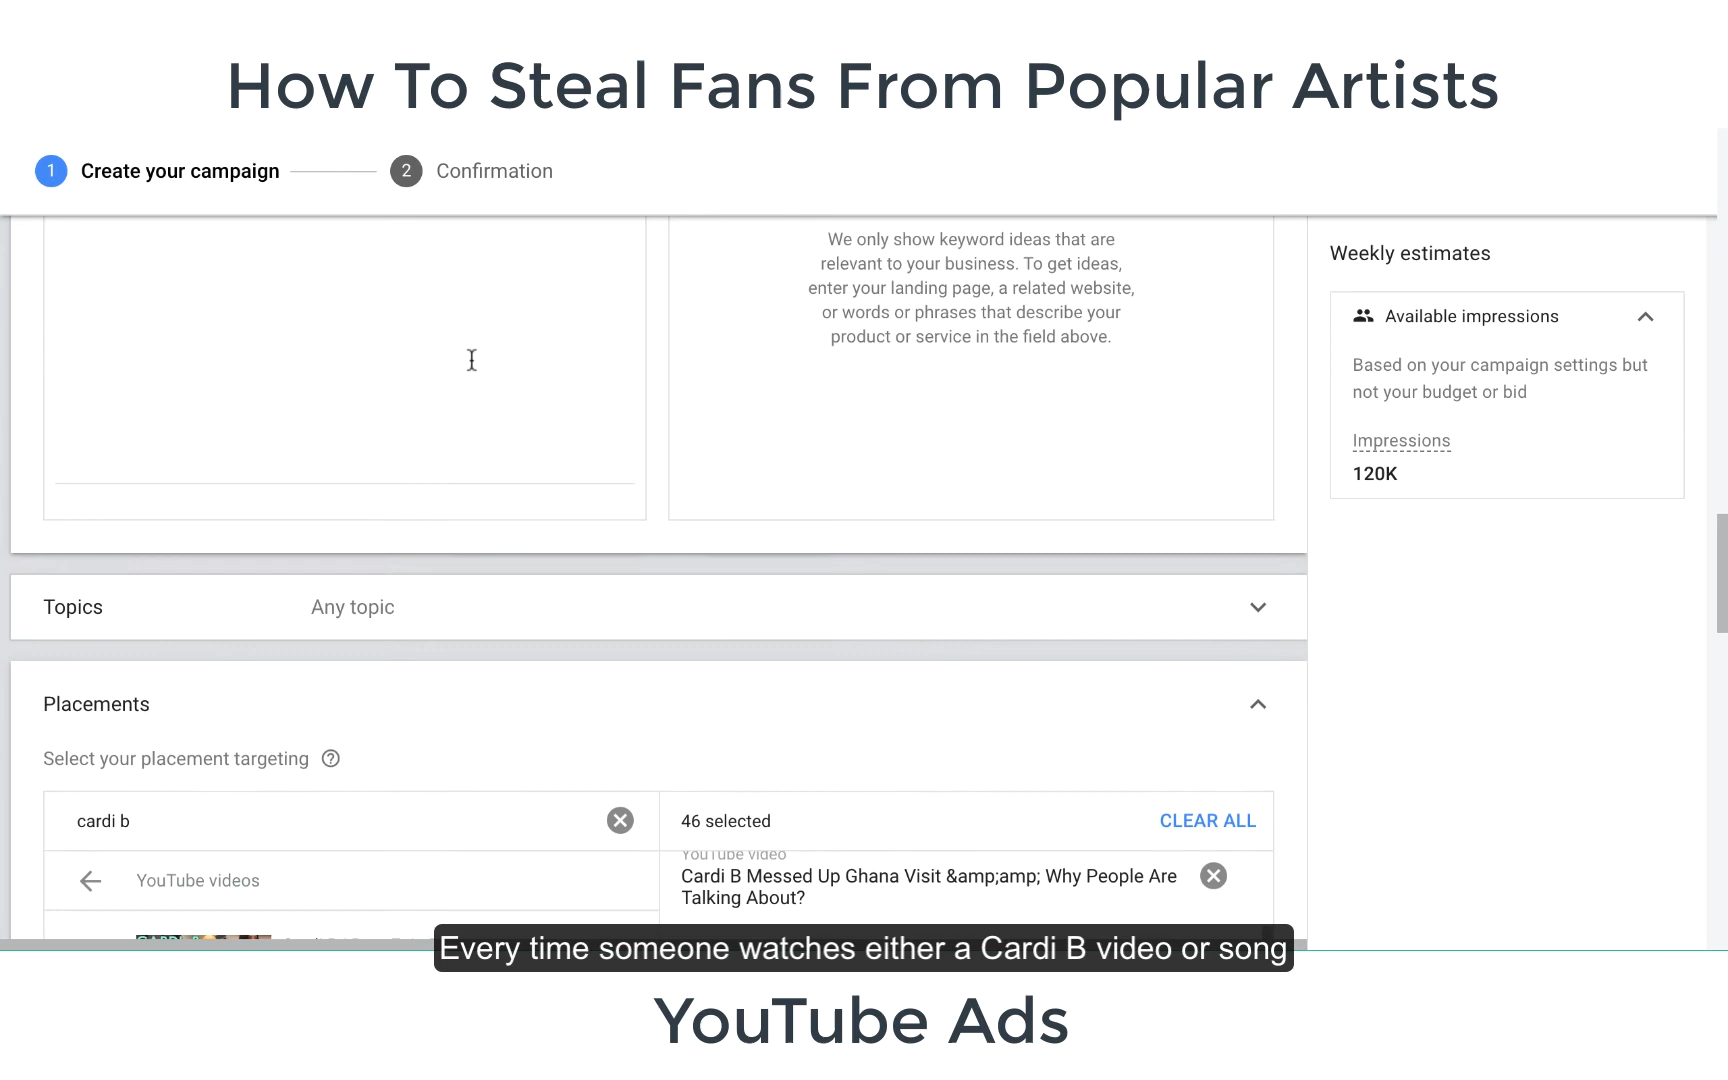 How To Steal Fans From Popular Artists
1 Create your campaign
2 Confirmation
We only show keyword ideas that are
relevant to your business. To get ideas,
enter your landing page, a related website,
or words or phrases that describe your
product or service in the field above.
Weekly estimates
Available impressions
Based on your campaign settings but
not your budget or bid
Impressions
120K
Topics
Any topic
Placements
Select your placement targeting ?
cardi b
46 selected
CLEAR ALL
YouTube videos
YouTube video
Cardi B Messed Up Ghana Visit &amp;amp; Why People Are
Talking About?
Every time someone watches either a Cardi B video or song
YouTube Ads